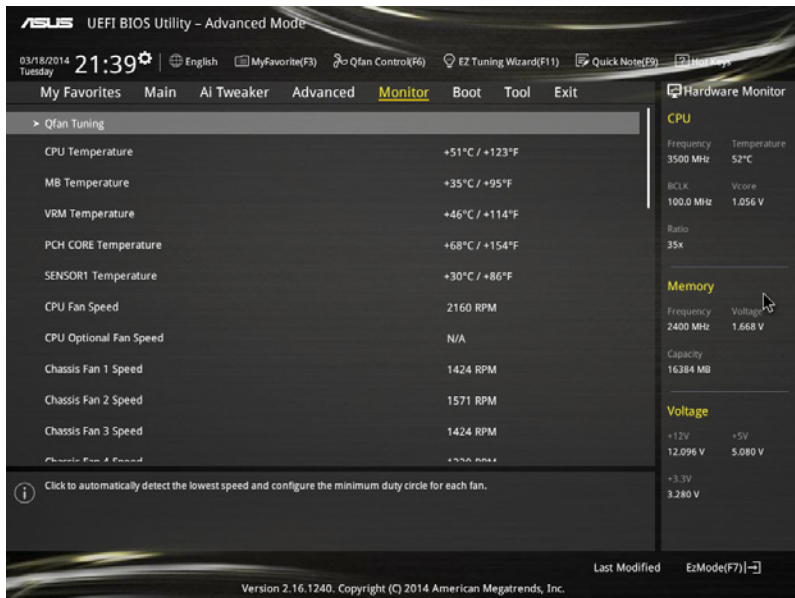 ASUS UEFI BIOS Utility – Advanced Mode
03/18/2014 Tuesday 21:39 English MyFavorite(F3) Qfan Control(F6) EZ Tuning Wizard(F11) Quick Note(F9) ? Hot Keys
My Favorites Main Ai Tweaker Advanced Monitor Boot Tool Exit
> Qfan Tuning
CPU Temperature +51°C / +123°F
MB Temperature +35°C / +95°F
VRM Temperature +46°C / +114°F
PCH CORE Temperature +68°C / +154°F
SENSOR1 Temperature +30°C / +86°F
CPU Fan Speed 2160 RPM
CPU Optional Fan Speed N/A
Chassis Fan 1 Speed 1424 RPM
Chassis Fan 2 Speed 1571 RPM
Chassis Fan 3 Speed 1424 RPM
Chassis Fan 4 Speed
Hardware Monitor
CPU
Frequency Temperature
3500 MHz 52°C
BCLK Vcore
100.0 MHz 1.056 V
Ratio
35x
Memory
Frequency Voltage
2400 MHz 1.668 V
Capacity
16384 MB
Voltage
+12V +5V
12.096 V 5.080 V
+3.3V
3.280 V
i Click to automatically detect the lowest speed and configure the minimum duty circle for each fan.
Last Modified EzMode(F7)
Version 2.16.1240. Copyright (C) 2014 American Megatrends, Inc.